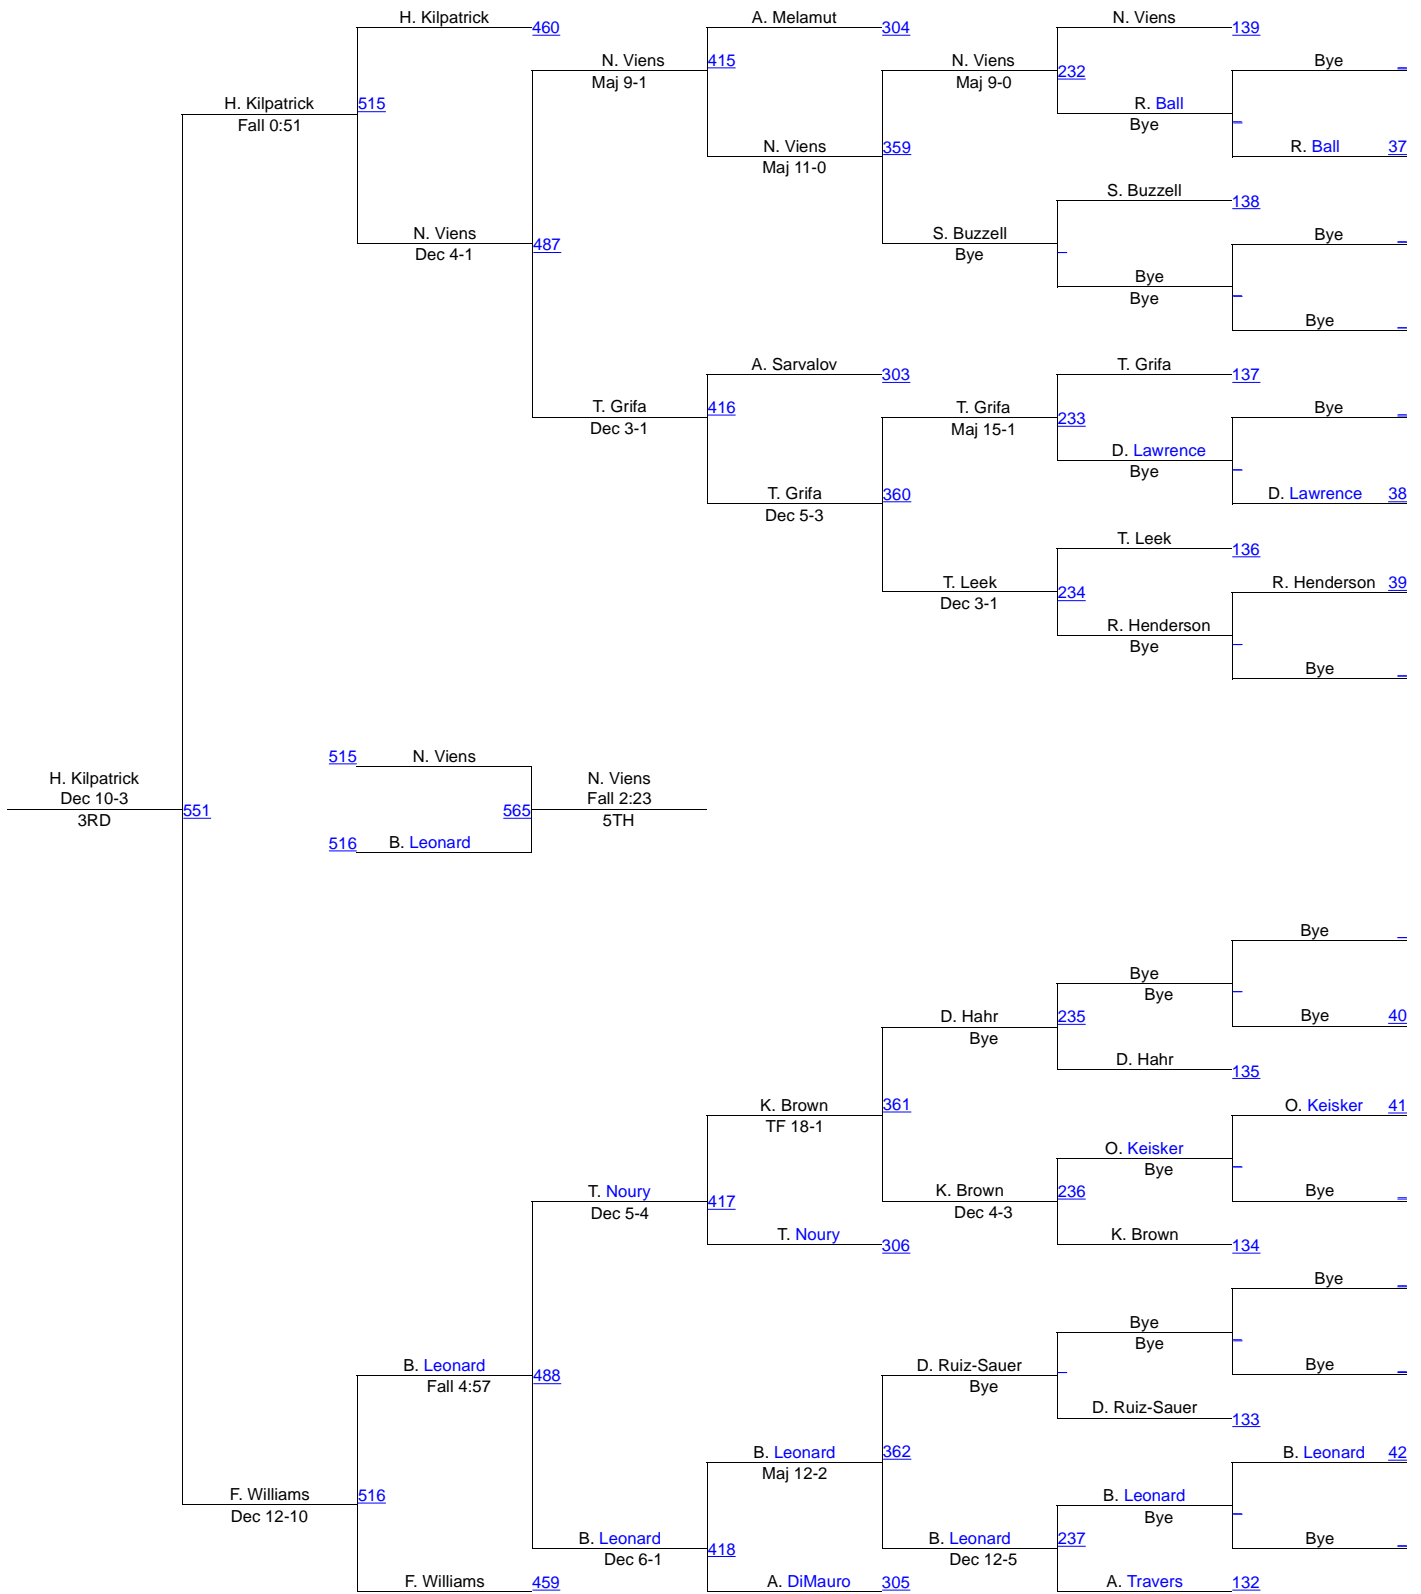 H. Kilpatrick 460
A. Melamut 304
N. Viens 139
N. Viens 415
Maj 9-1
N. Viens 232
Maj 9-0
Bye
H. Kilpatrick 515
Fall 0:51
R. Ball
Bye
N. Viens 359
Maj 11-0
R. Ball 37
S. Buzzell 138
N. Viens 487
Dec 4-1
S. Buzzell
Bye
Bye
Bye
Bye
Bye
A. Sarvalov 303
T. Grifa 137
T. Grifa 416
Dec 3-1
T. Grifa 233
Maj 15-1
Bye
D. Lawrence
Bye
T. Grifa 360
Dec 5-3
D. Lawrence 38
T. Leek 136
T. Leek 234
Dec 3-1
R. Henderson 39
R. Henderson
Bye
Bye
515 N. Viens
H. Kilpatrick
Dec 10-3
3RD
551
565
N. Viens
Fall 2:23
5TH
516 B. Leonard
Bye
Bye
Bye
D. Hahr 235
Bye
Bye 40
D. Hahr 135
K. Brown 361
TF 18-1
O. Keisker 41
O. Keisker
Bye
T. Noury 417
Dec 5-4
K. Brown 236
Dec 4-3
Bye
T. Noury 306
K. Brown 134
Bye
Bye
Bye
B. Leonard 488
Fall 4:57
D. Ruiz-Sauer
Bye
Bye
D. Ruiz-Sauer 133
B. Leonard 362
Maj 12-2
B. Leonard 42
F. Williams 516
Dec 12-10
B. Leonard
Bye
B. Leonard 418
Dec 6-1
B. Leonard 237
Dec 12-5
Bye
F. Williams 459
A. DiMauro 305
A. Travers 132